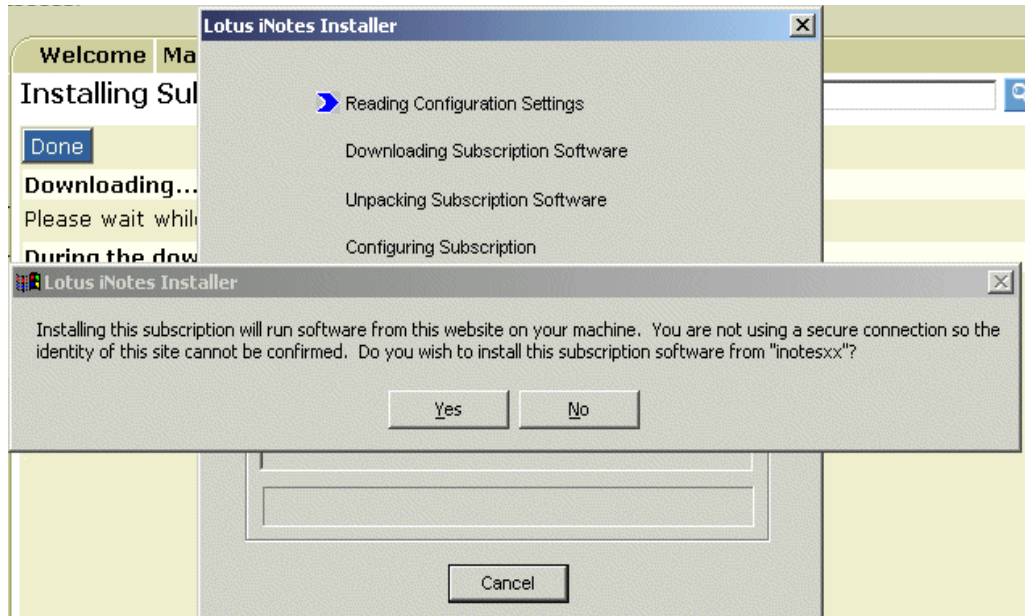 Lotus iNotes Installer
Welcome Ma
Installing Sul
Reading Configuration Settings
Done
Downloading Subscription Software
Downloading...
Unpacking Subscription Software
Please wait while
Configuring Subscription
During the dow
Lotus iNotes Installer
Installing this subscription will run software from this website on your machine. You are not using a secure connection so the
identity of this site cannot be confirmed. Do you wish to install this subscription software from "inotesxx"?
Yes No
Cancel